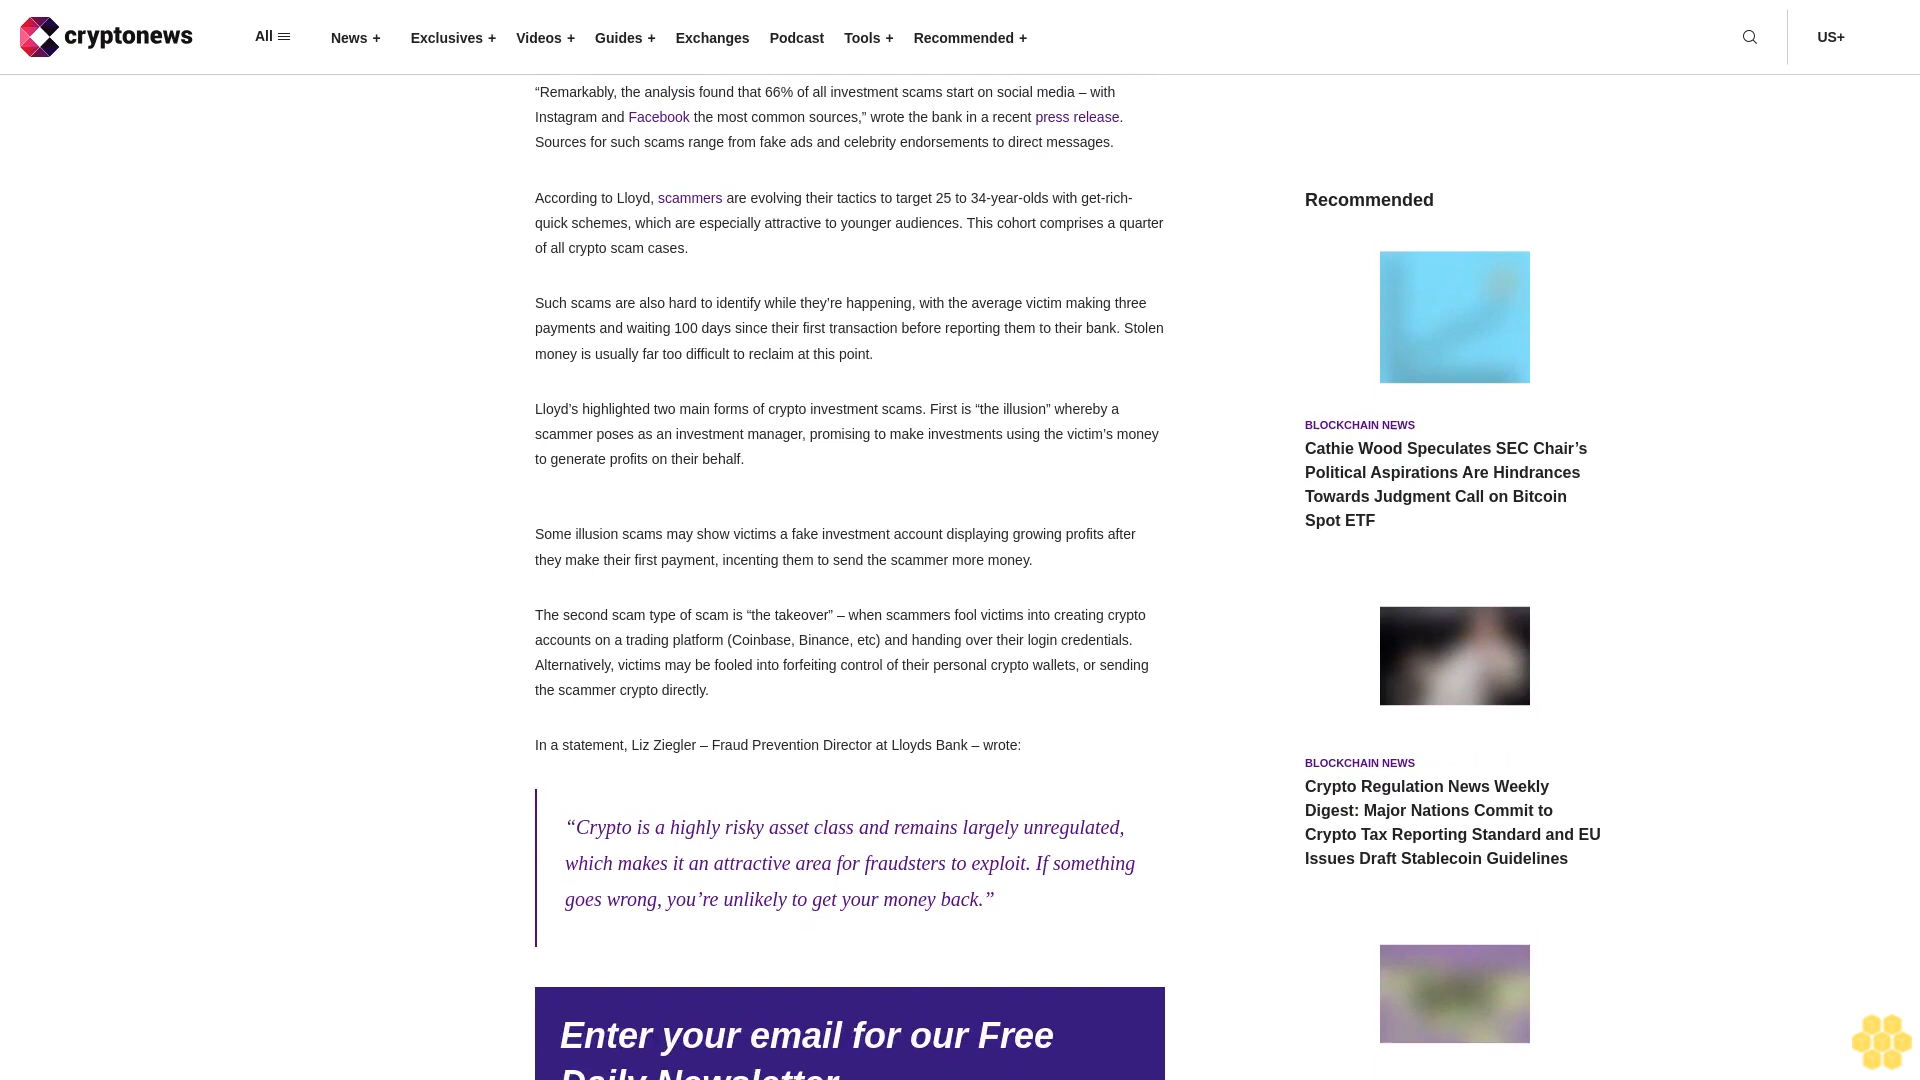 cryptonews
All
News +
Exclusives +
Videos +
Guides +
Exchanges
Podcast
Tools +
Recommended +
US+
“Remarkably, the analysis found that 66% of all investment scams start on social media – with
Instagram and Facebook the most common sources,” wrote the bank in a recent press release.
Sources for such scams range from fake ads and celebrity endorsements to direct messages.
According to Lloyd, scammers are evolving their tactics to target 25 to 34-year-olds with get-rich-
quick schemes, which are especially attractive to younger audiences. This cohort comprises a quarter
of all crypto scam cases.
Such scams are also hard to identify while they’re happening, with the average victim making three
payments and waiting 100 days since their first transaction before reporting them to their bank. Stolen
money is usually far too difficult to reclaim at this point.
Lloyd’s highlighted two main forms of crypto investment scams. First is “the illusion” whereby a
scammer poses as an investment manager, promising to make investments using the victim’s money
to generate profits on their behalf.
Some illusion scams may show victims a fake investment account displaying growing profits after
they make their first payment, incenting them to send the scammer more money.
The second scam type of scam is “the takeover” – when scammers fool victims into creating crypto
accounts on a trading platform (Coinbase, Binance, etc) and handing over their login credentials.
Alternatively, victims may be fooled into forfeiting control of their personal crypto wallets, or sending
the scammer crypto directly.
In a statement, Liz Ziegler – Fraud Prevention Director at Lloyds Bank – wrote:
“Crypto is a highly risky asset class and remains largely unregulated,
which makes it an attractive area for fraudsters to exploit. If something
goes wrong, you’re unlikely to get your money back.”
Enter your email for our Free
Daily Newsletter
Recommended
BLOCKCHAIN NEWS
Cathie Wood Speculates SEC Chair’s
Political Aspirations Are Hindrances
Towards Judgment Call on Bitcoin
Spot ETF
BLOCKCHAIN NEWS
Crypto Regulation News Weekly
Digest: Major Nations Commit to
Crypto Tax Reporting Standard and EU
Issues Draft Stablecoin Guidelines